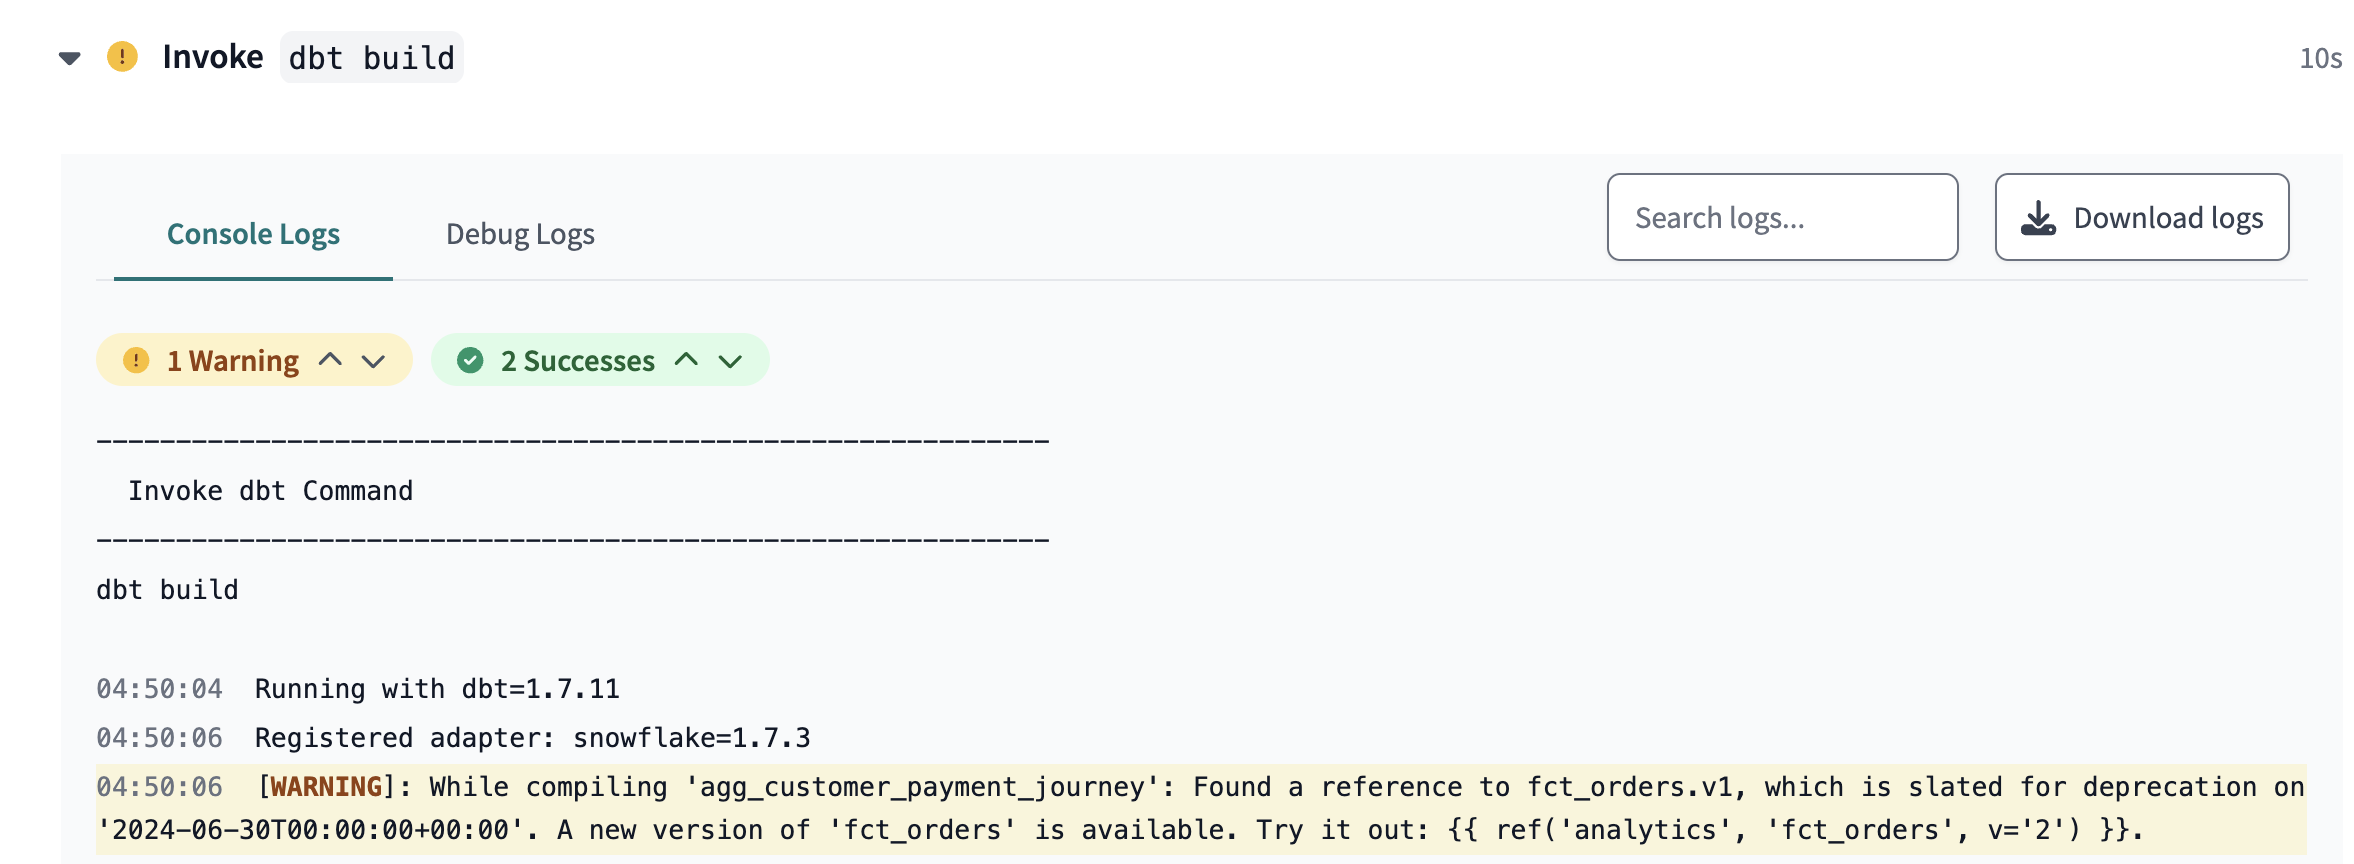 Invoke dbt build
10s
Console Logs
Debug Logs
Search logs...
Download logs
1 Warning
2 Successes
------------------------------------------------------------
Invoke dbt Command
------------------------------------------------------------
dbt build
04:50:04  Running with dbt=1.7.11
04:50:06  Registered adapter: snowflake=1.7.3
04:50:06  [WARNING]: While compiling 'agg_customer_payment_journey': Found a reference to fct_orders.v1, which is slated for deprecation on
'2024-06-30T00:00:00+00:00'. A new version of 'fct_orders' is available. Try it out: {{ ref('analytics', 'fct_orders', v='2') }}.